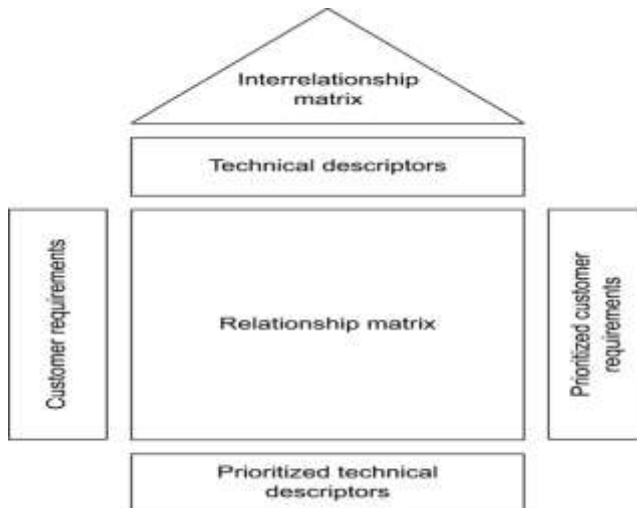 Interrelationship
matrix
Technical descriptors
Customer requirements
Relationship matrix
Prioritized customer
requirements
Prioritized technical
descriptors